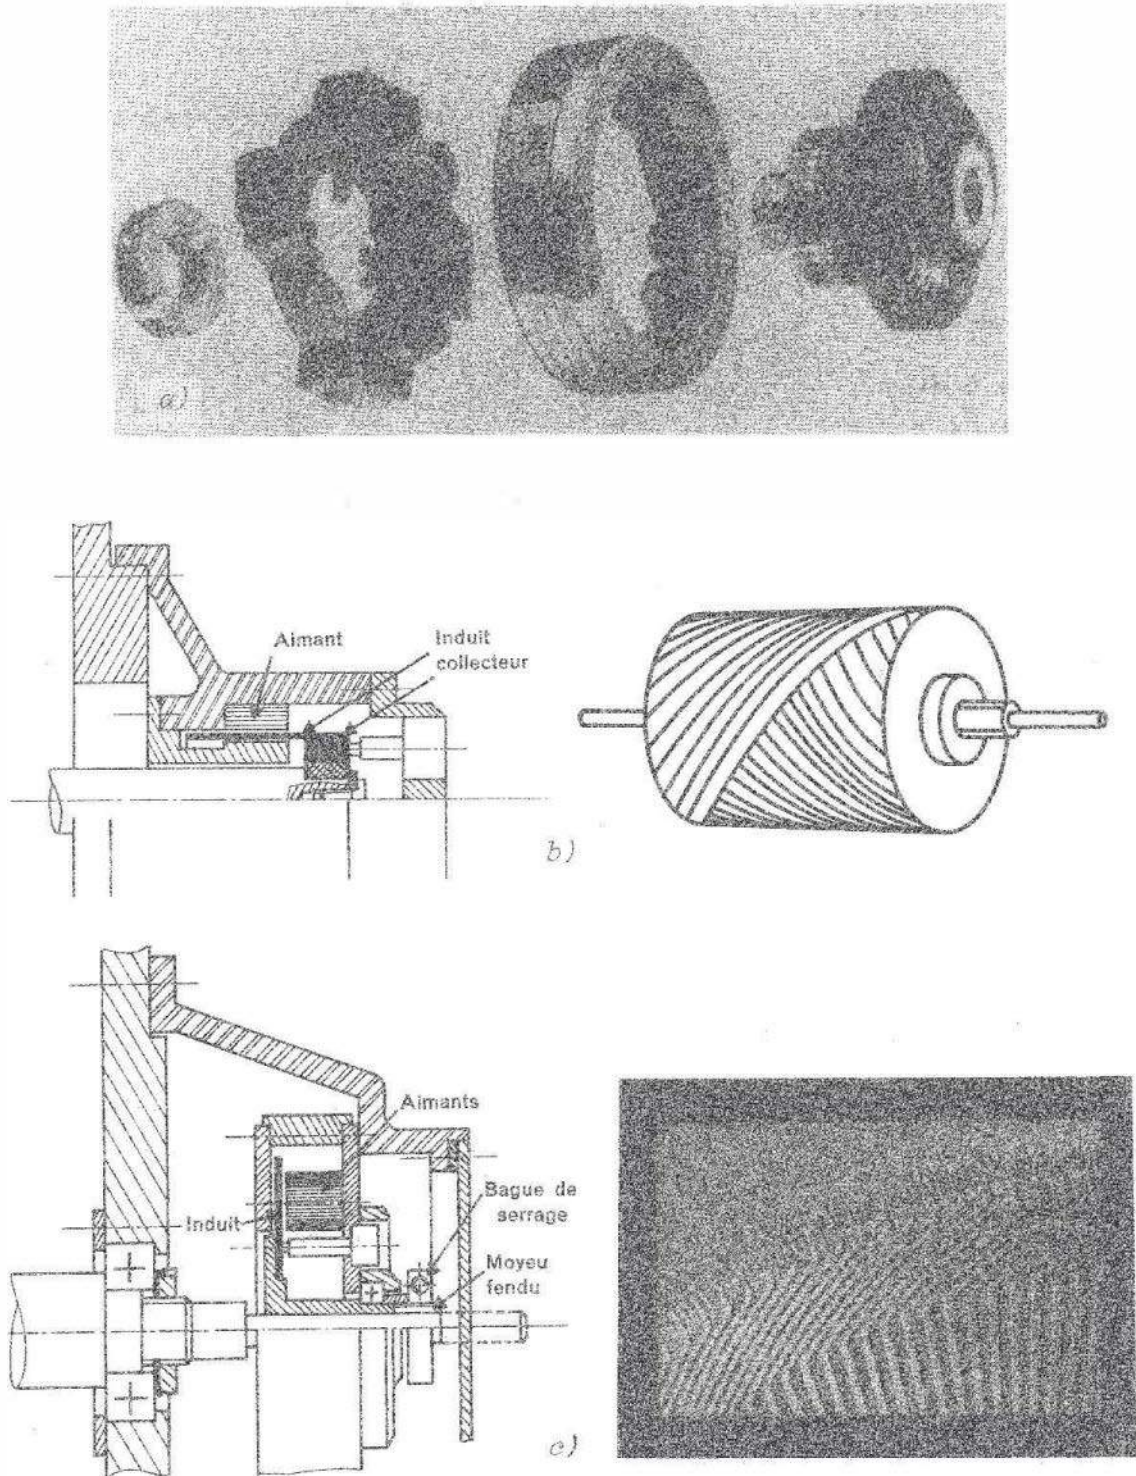 a)
Aimant
Induit
collecteur
b)
Aimants
Induit
Bague de
serrage
Moyeu
fendu
c)